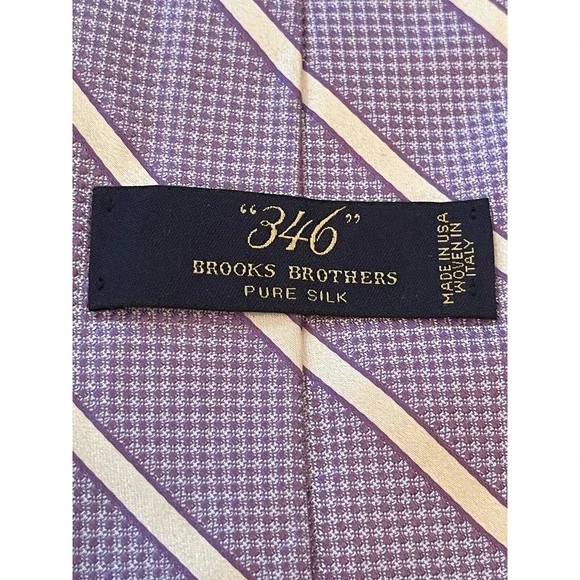 "346"
BROOKS BROTHERS
PURE SILK
MADE IN USA
WOVEN IN
ITALY